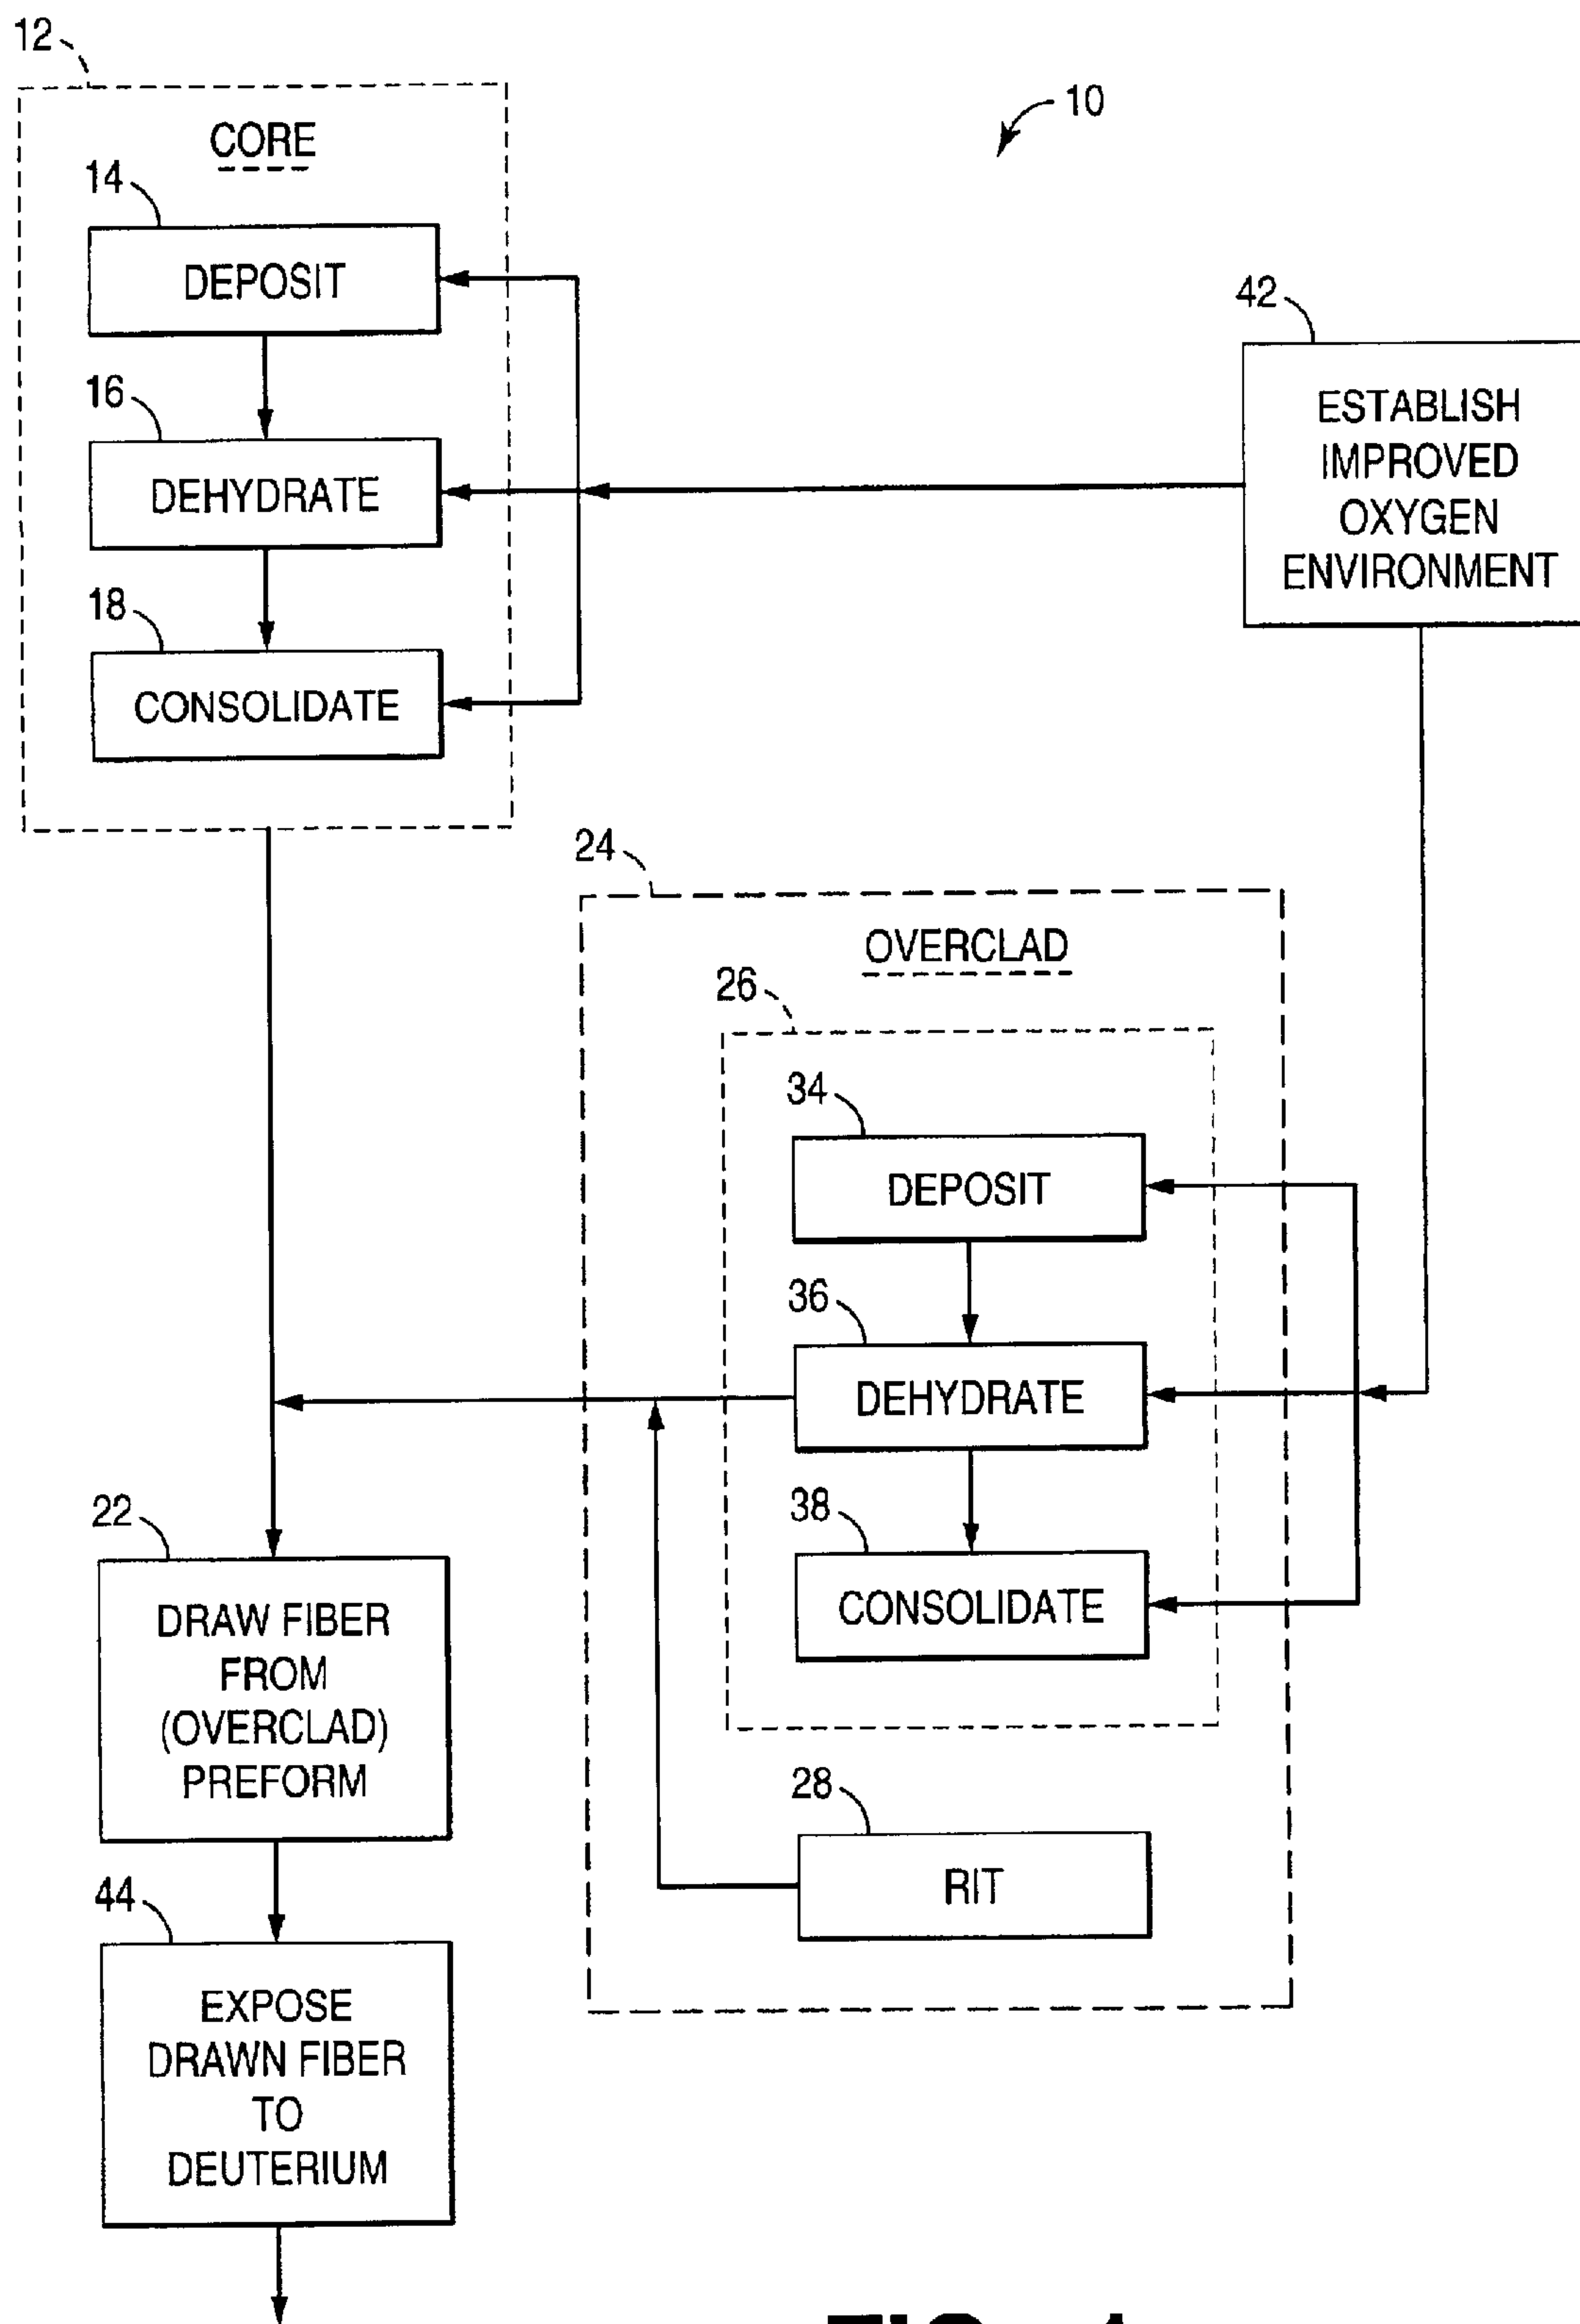 12
10
CORE
14
DEPOSIT
42
ESTABLISH
IMPROVED
OXYGEN
ENVIRONMENT
16
DEHYDRATE
18
CONSOLIDATE
24
OVERCLAD
26
34
DEPOSIT
36
DEHYDRATE
38
CONSOLIDATE
22
DRAW FIBER
FROM
(OVERCLAD)
PREFORM
28
RIT
44
EXPOSE
DRAWN FIBER
TO
DEUTERIUM